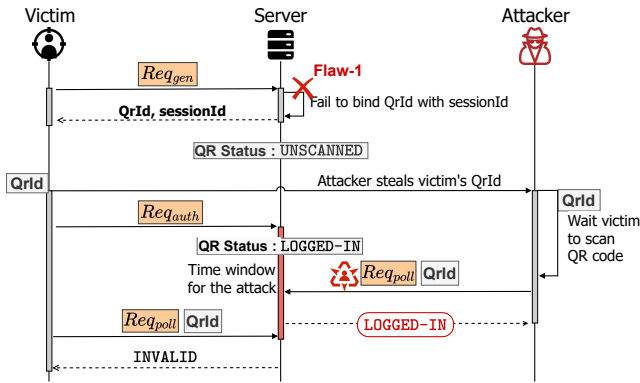 Victim
Server
Attacker
Req_gen
Flaw-1
Fail to bind QrId with sessionId
QrId, sessionId
QR Status : UNSCANNED
QrId
Attacker steals victim's QrId
QrId
Req_auth
Wait victim
to scan
QR code
QR Status : LOGGED-IN
Time window
for the attack
Req_poll QrId
Req_poll QrId
LOGGED-IN
INVALID